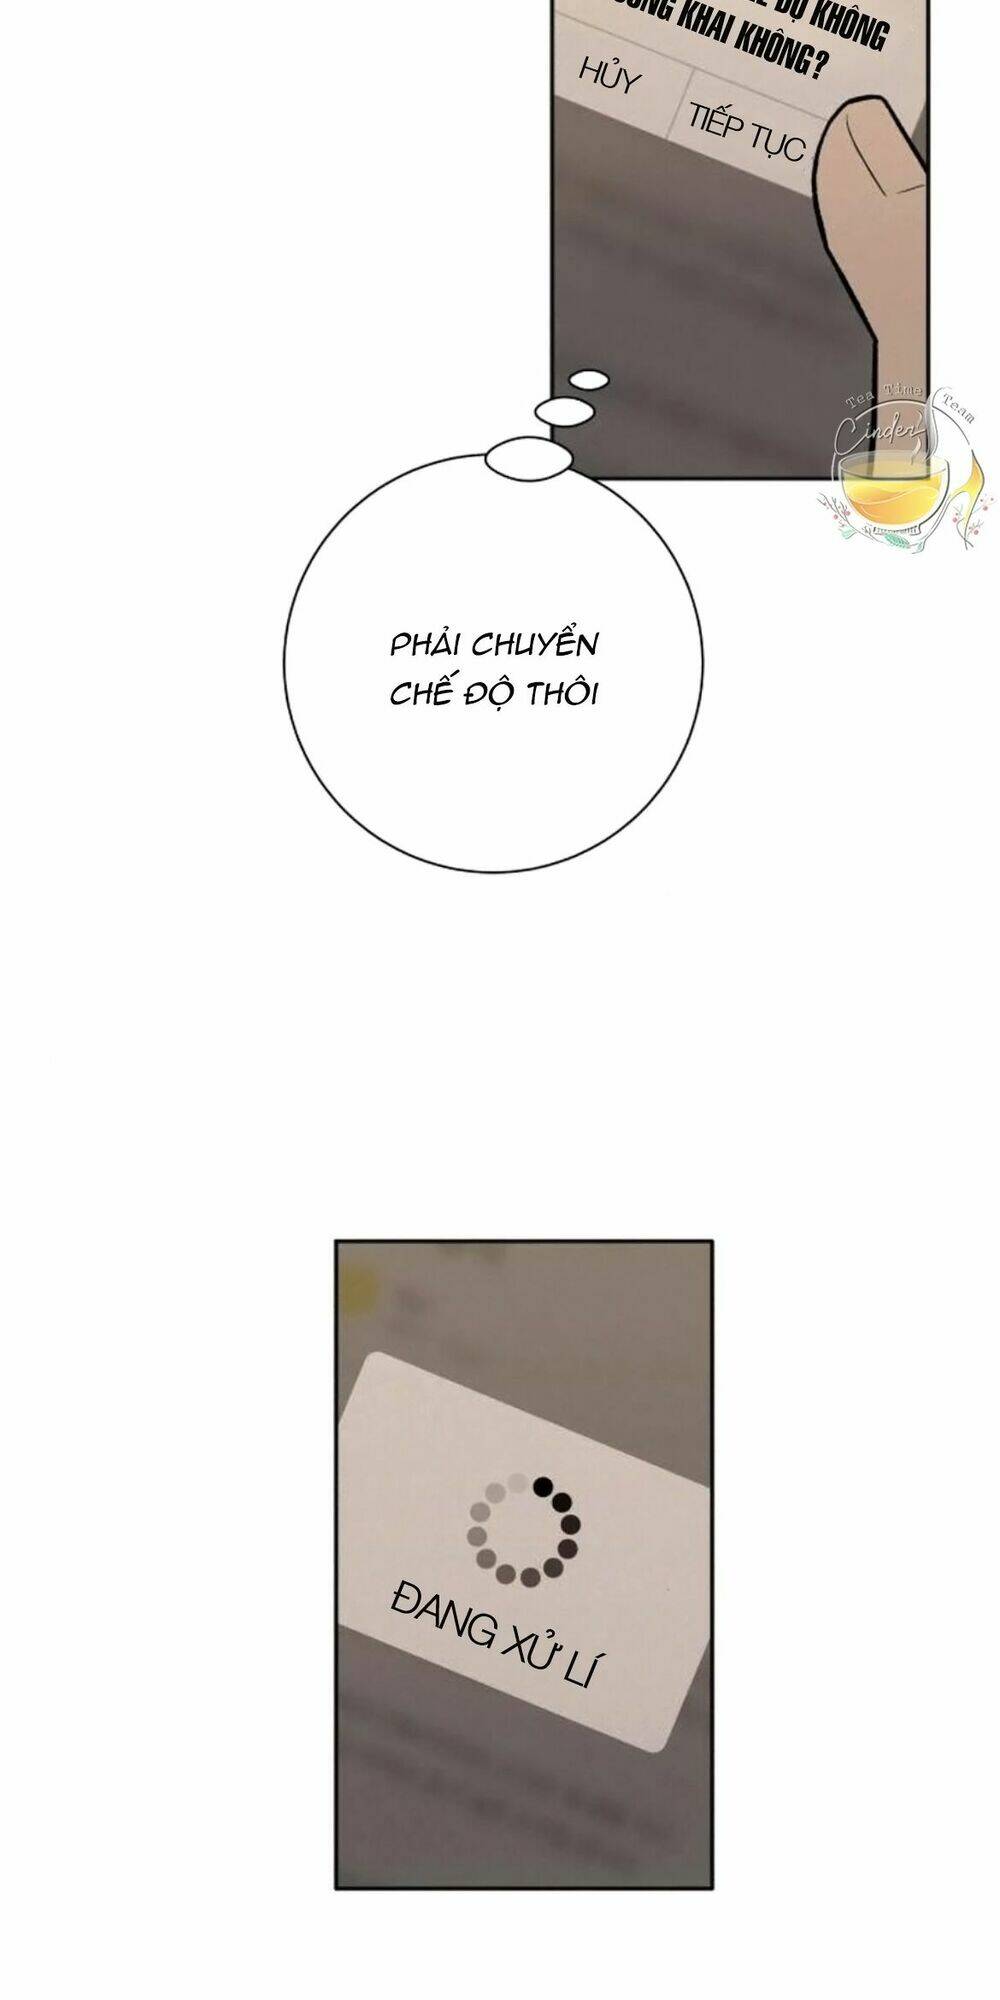 ĐỘ KHÔNG
KHAI KHÔNG?
HỦY
TIẾP TỤC
Tea Time Team
Cinder
PHẢI CHUYỂN
CHẾ ĐỘ THÔI
ĐANG XỬ LÍ